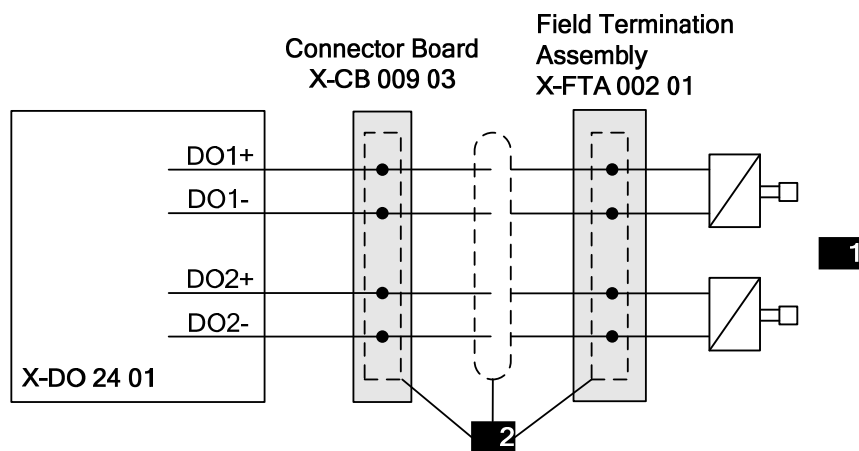 Connector Board
X-CB 009 03
Field Termination
Assembly
X-FTA 002 01
DO1+
DO1-
DO2+
DO2-
X-DO 24 01
1
2